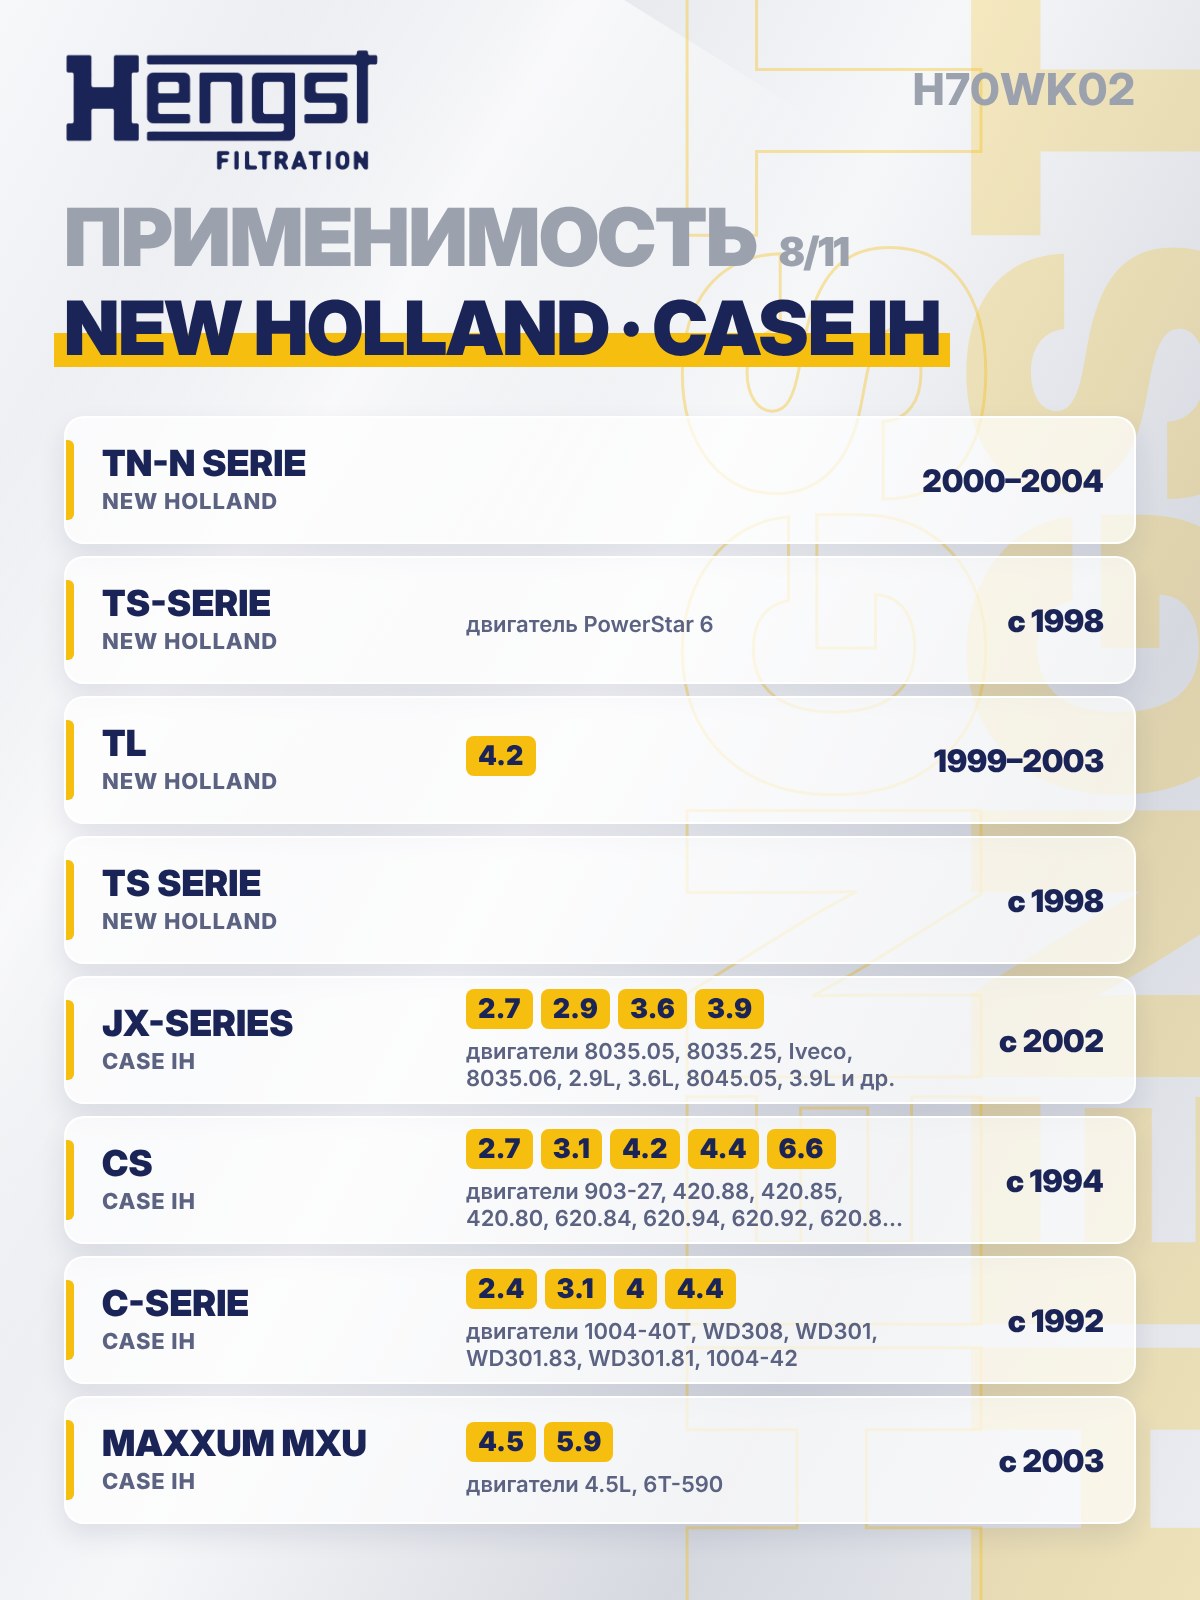 Hengst
FILTRATION
H70WK02
ПРИМЕНИМОСТЬ 8/11
NEW HOLLAND · CASE IH
TN-N SERIE
NEW HOLLAND
2000–2004
TS-SERIE
NEW HOLLAND
двигатель PowerStar 6
с 1998
TL
NEW HOLLAND
4.2
1999–2003
TS SERIE
NEW HOLLAND
с 1998
JX-SERIES
CASE IH
2.7 2.9 3.6 3.9
двигатели 8035.05, 8035.25, Iveco,
8035.06, 2.9L, 3.6L, 8045.05, 3.9L и др.
с 2002
CS
CASE IH
2.7 3.1 4.2 4.4 6.6
двигатели 903-27, 420.88, 420.85,
420.80, 620.84, 620.94, 620.92, 620.8...
с 1994
C-SERIE
CASE IH
2.4 3.1 4 4.4
двигатели 1004-40T, WD308, WD301,
WD301.83, WD301.81, 1004-42
с 1992
MAXXUM MXU
CASE IH
4.5 5.9
двигатели 4.5L, 6T-590
с 2003
HENGST
HENGST